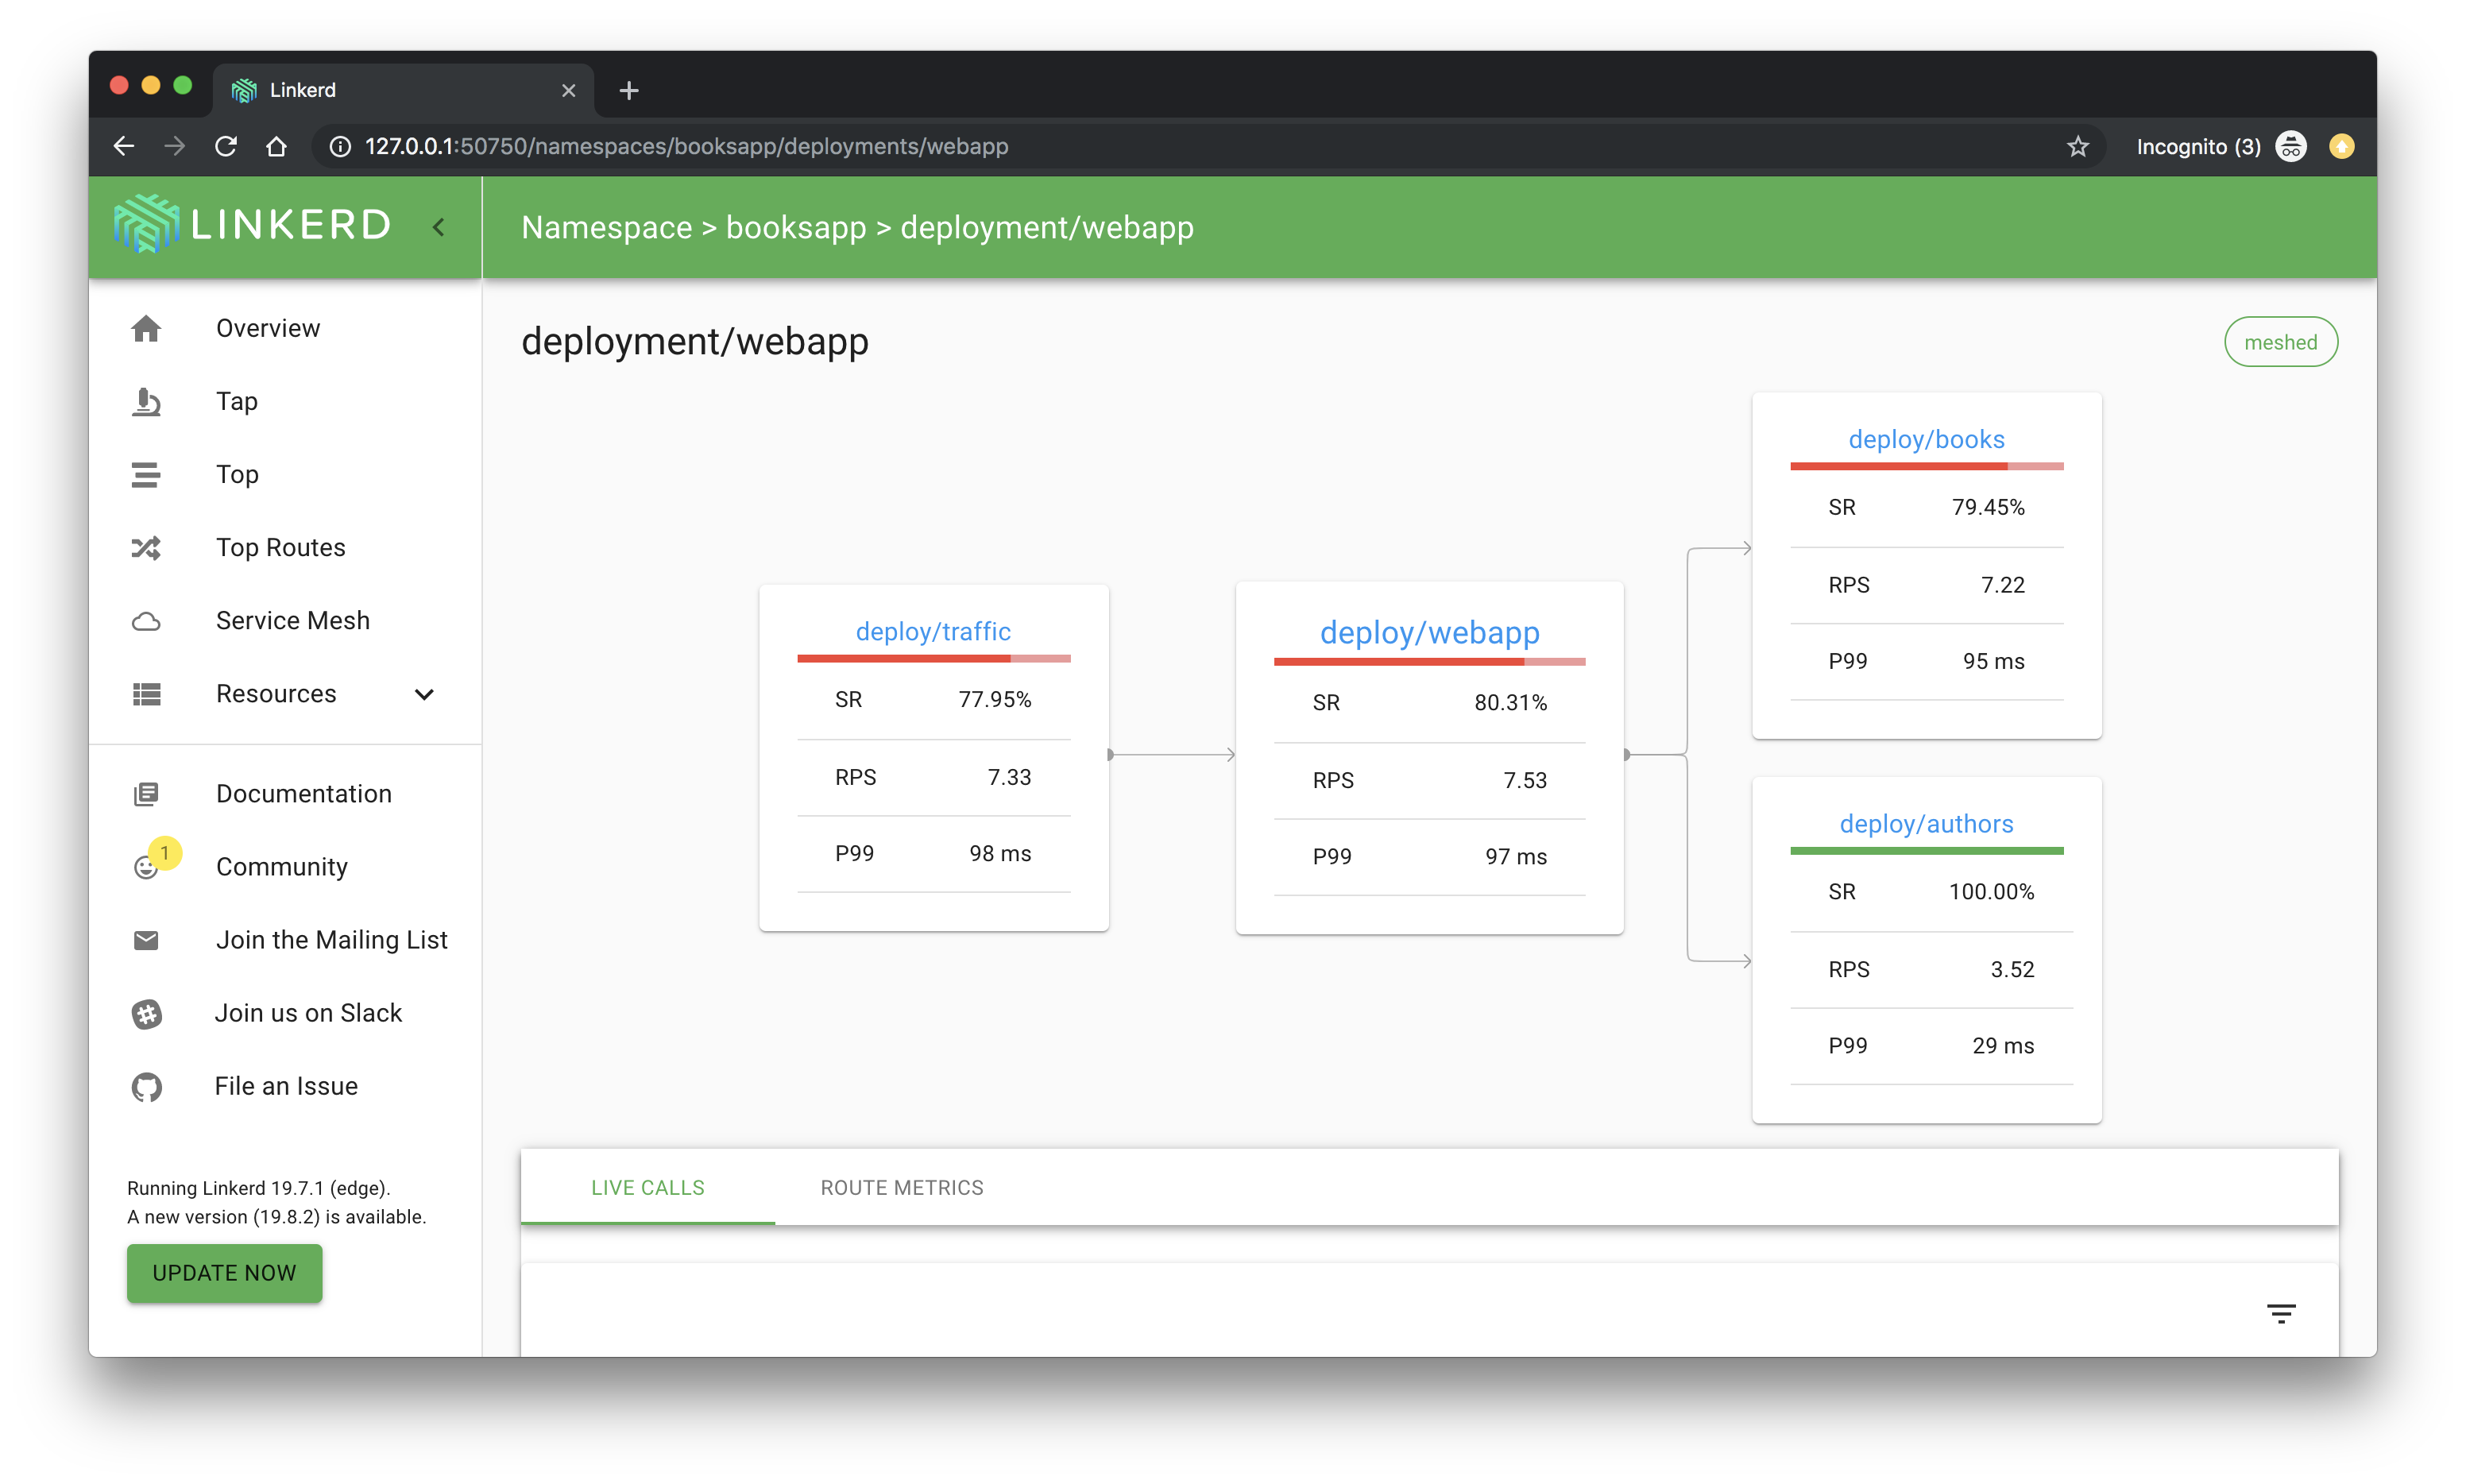 Linkerd
127.0.0.1:50750/namespaces/booksapp/deployments/webapp
Incognito (3)
LINKERD
Namespace > booksapp > deployment/webapp
Overview
Tap
Top
Top Routes
Service Mesh
Resources
Documentation
1
Community
Join the Mailing List
Join us on Slack
File an Issue
Running Linkerd 19.7.1 (edge).
A new version (19.8.2) is available.
UPDATE NOW
deployment/webapp
meshed
deploy/traffic
SR 77.95%
RPS 7.33
P99 98 ms
deploy/webapp
SR 80.31%
RPS 7.53
P99 97 ms
deploy/books
SR 79.45%
RPS 7.22
P99 95 ms
deploy/authors
SR 100.00%
RPS 3.52
P99 29 ms
LIVE CALLS
ROUTE METRICS